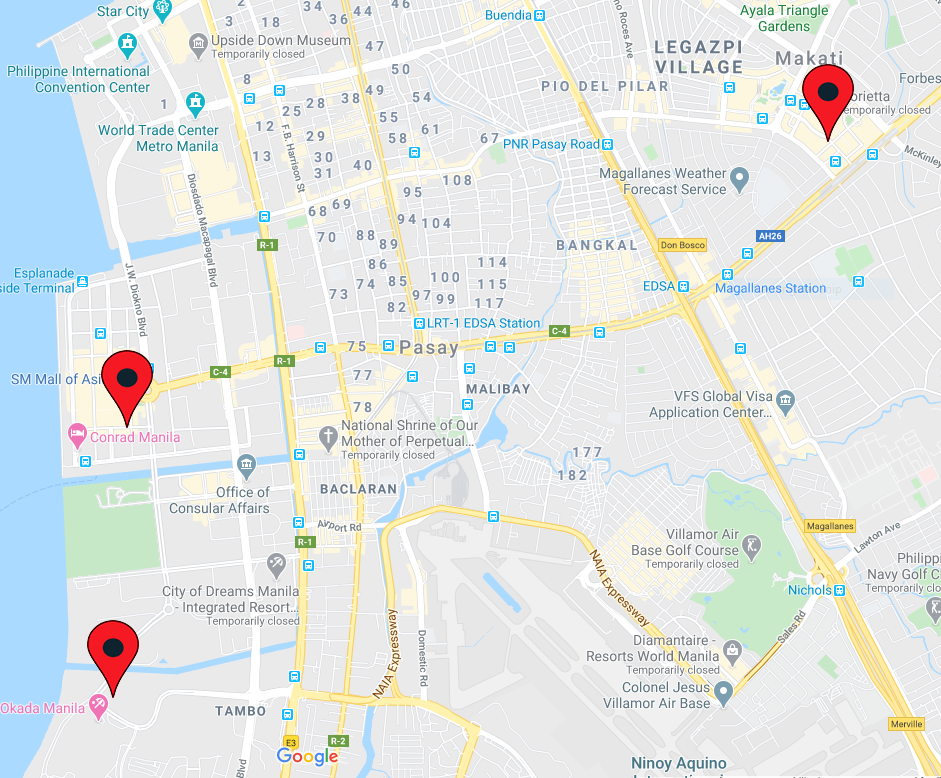 Star City
Buendia
Ayala Triangle
Gardens
46
3
18
36
44
Roces Ave
Upside Down Museum
Temporarily closed
47
LEGAZPI
VILLAGE
Makati
Philippine International
Convention Center
50
8
Forbes
PIO DEL PILAR
1
3
28
38
49
54
orietta
Temporarily closed
25
55
World Trade Center
Metro Manila
12
F.B. Harrison St
29
58
61
67
PNR Pasay Road
13
30
31
40
McKinley
Diosdado Macapagal Blvd
108
Magallanes Weather
Forecast Service
95
68
69
94
104
70
88
89
R-1
BANGKAL
Don Bosco
AH26
J.W. Diokno Blvd
86
114
Esplanade
side Terminal
74
85
100
115
EDSA
Magallanes Station
73
97
99
117
82
LRT-1 EDSA Station
C-4
75
Pasay
R-1
SM Mall of Asi
C-4
77
MALIBAY
VFS Global Visa
Application Center...
78
National Shrine of Our
Mother of Perpetual...
Temporarily closed
Conrad Manila
177
182
Office of
Consular Affairs
BACLARAN
Airport Rd
Magallanes
R-1
Villamor Air
Base Golf Course
Temporarily closed
Lawton Ave
NAIA Expressway
Philip
Navy Golf C
Temporarily clo
City of Dreams Manila
- Integrated Resort...
Temporarily closed
Nichols
NAIA Expressway
Domestic Rd
Sales Rd
Diamantaire -
Resorts World Manila
Temporarily closed
Okada Manila
TAMBO
Colonel Jesus
Villamor Air Base
Merville
E3
R-2
Google
Ninoy Aquino